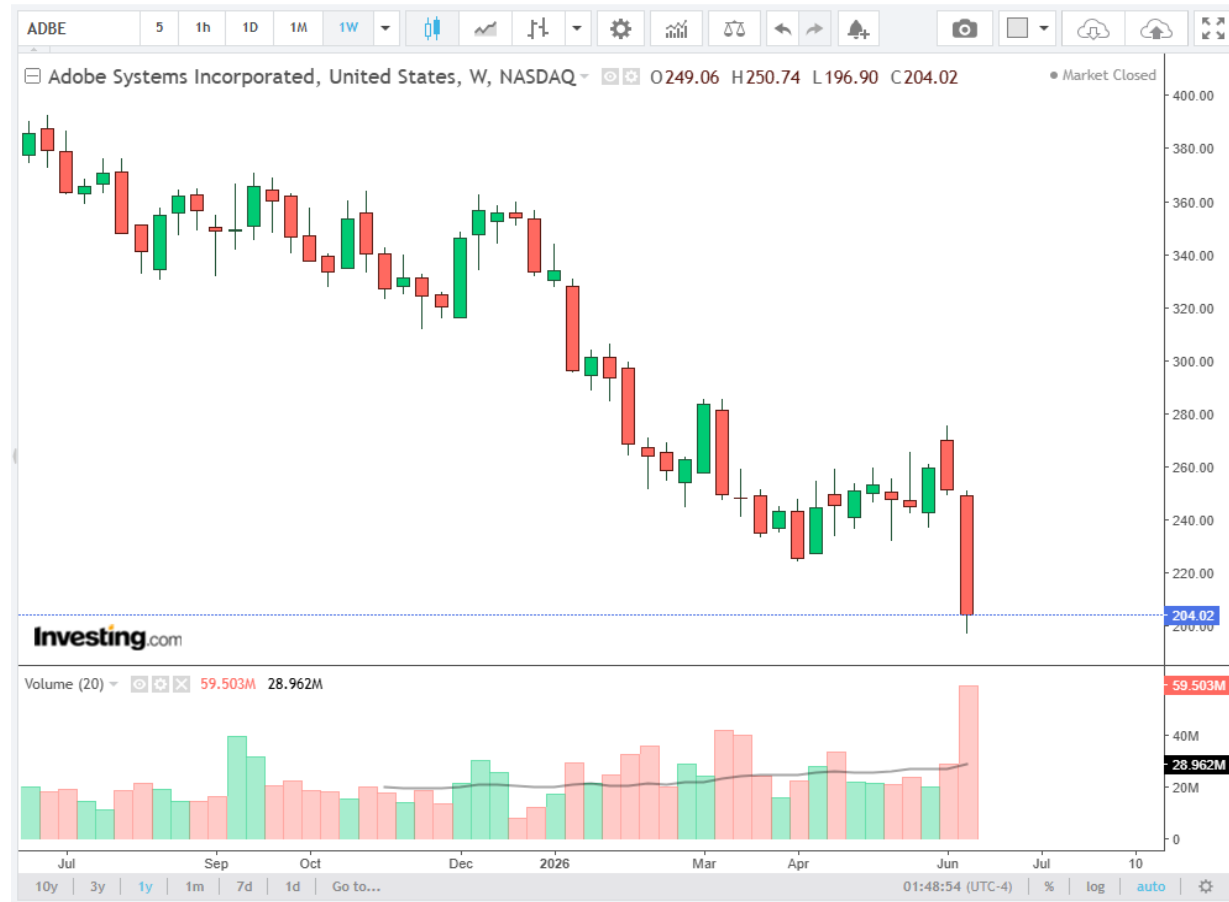 ADBE 5 1h 1D 1M 1W
Adobe Systems Incorporated, United States, W, NASDAQ O249.06 H250.74 L196.90 C204.02 Market Closed
400.00
380.00
360.00
340.00
320.00
300.00
280.00
260.00
240.00
220.00
204.02
200.00
Investing.com
Volume (20) 59.503M 28.962M
59.503M
40M
28.962M
20M
0
Jul Sep Oct Dec 2026 Mar Apr Jun Jul 10
10y 3y 1y 1m 7d 1d Go to... 01:48:54 (UTC-4) % log auto